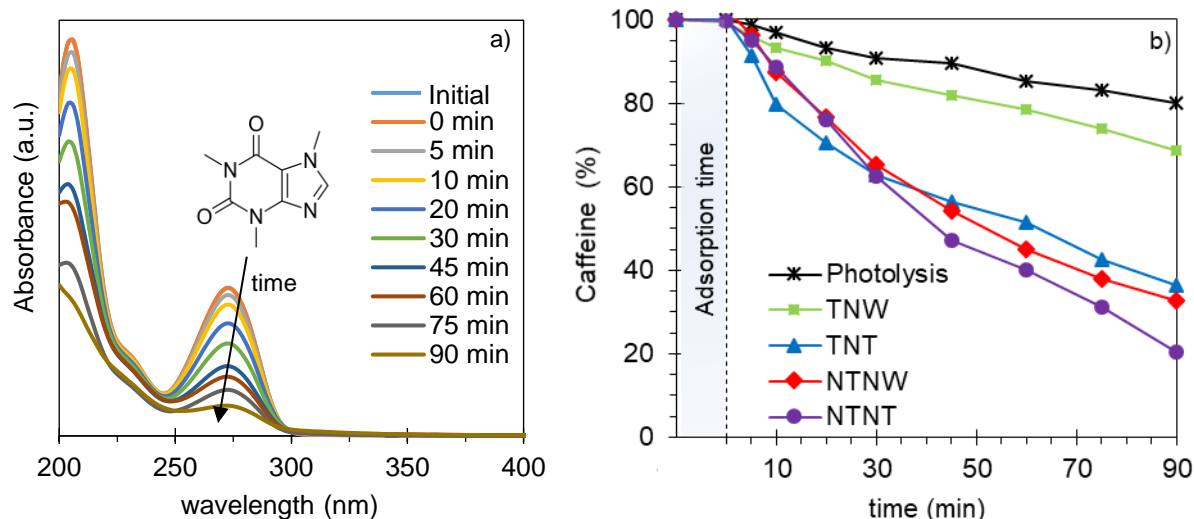 a)
Absorbance (a.u.)
Initial
0 min
5 min
10 min
20 min
30 min
45 min
60 min
75 min
90 min
O
N
N
O
N
N
time
200
250
300
350
400
wavelength (nm)
b)
Caffeine (%)
100
80
60
40
20
0
Adsorption time
Photolysis
TNW
TNT
NTNW
NTNT
10
30
50
70
90
time (min)